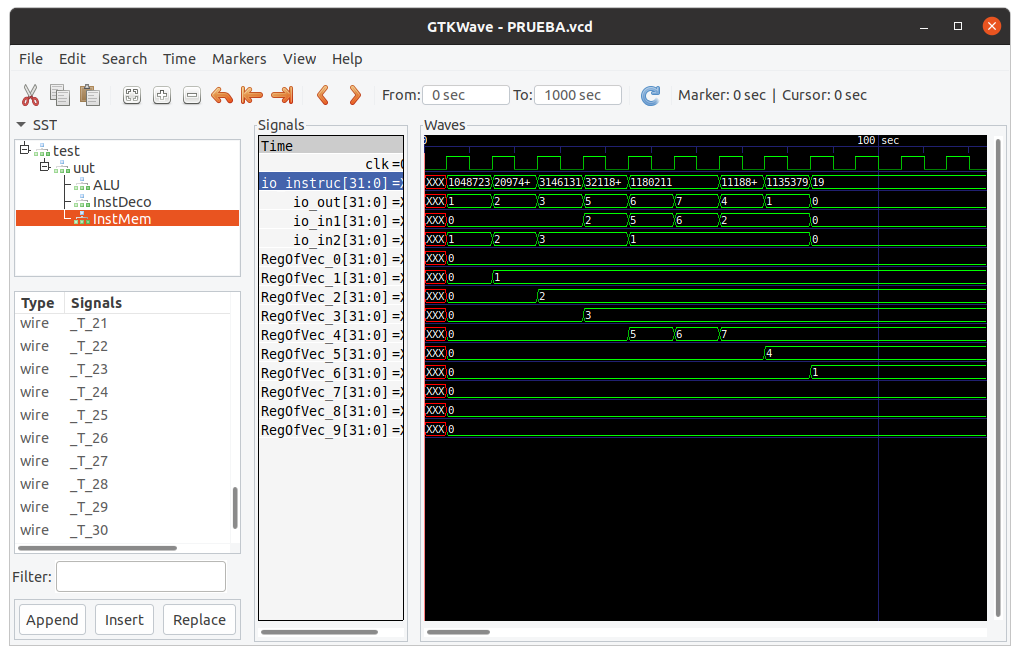 GTKWave - PRUEBA.vcd
File Edit Search Time Markers View Help
From: 0 sec To: 1000 sec Marker: 0 sec | Cursor: 0 sec
SST
test
uut
ALU
InstDeco
InstMem
Type Signals
wire _T_21
wire _T_22
wire _T_23
wire _T_24
wire _T_25
wire _T_26
wire _T_27
wire _T_28
wire _T_29
wire _T_30
Filter:
Append Insert Replace
Signals
Time
clk =0
io_instruc[31:0] =X
io_out[31:0] =X
io_in1[31:0] =X
io_in2[31:0] =X
RegOfVec_0[31:0] =X
RegOfVec_1[31:0] =X
RegOfVec_2[31:0] =X
RegOfVec_3[31:0] =X
RegOfVec_4[31:0] =X
RegOfVec_5[31:0] =X
RegOfVec_6[31:0] =X
RegOfVec_7[31:0] =X
RegOfVec_8[31:0] =X
RegOfVec_9[31:0] =X
Waves
0 100 sec
XXX 1048723 20974+ 3146131 32118+ 1180211 11188+ 1135379 19
XXX 1 2 3 5 6 7 4 1 0
XXX 0 2 5 6 2 0
XXX 1 2 3 1 0
XXX 0
XXX 0 1
XXX 0 2
XXX 0 3
XXX 0 5 6 7
XXX 0 4
XXX 0 1
XXX 0
XXX 0
XXX 0